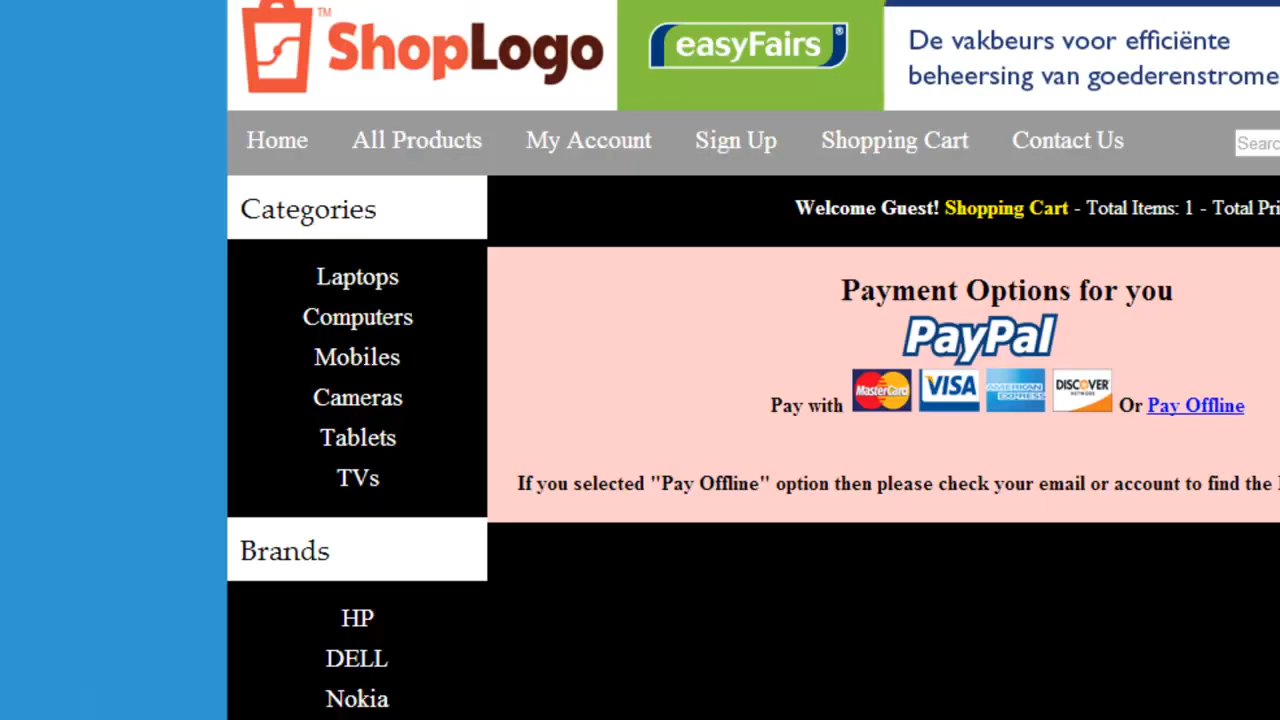 ™
ShopLogo
easyFairs®
De vakbeurs voor efficiënte
beheersing van goederenstrome
Home All Products My Account Sign Up Shopping Cart Contact Us Searc
Categories
Welcome Guest! Shopping Cart - Total Items: 1 - Total Pri
Laptops
Computers
Mobiles
Cameras
Tablets
TVs
Payment Options for you
PayPal
Pay with MasterCard VISA AMERICAN EXPRESS DISCOVER NETWORK Or Pay Offline
If you selected "Pay Offline" option then please check your email or account to find the
Brands
HP
DELL
Nokia